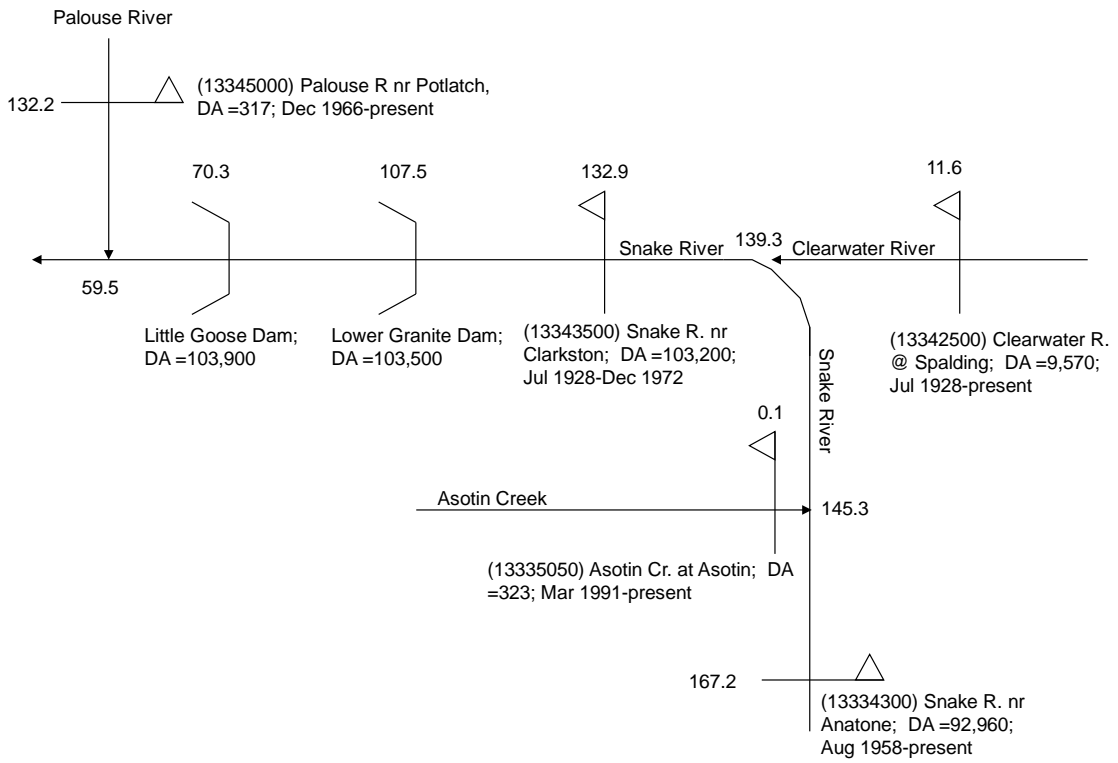 Palouse River
(13345000) Palouse R nr Potlatch,
DA =317; Dec 1966-present
132.2
70.3
107.5
132.9
11.6
Snake River
139.3
Clearwater River
59.5
Little Goose Dam;
DA =103,900
Lower Granite Dam;
DA =103,500
(13343500) Snake R. nr
Clarkston; DA =103,200;
Jul 1928-Dec 1972
(13342500) Clearwater R.
@ Spalding; DA =9,570;
Jul 1928-present
Snake River
0.1
Asotin Creek
145.3
(13335050) Asotin Cr. at Asotin; DA
=323; Mar 1991-present
167.2
(13334300) Snake R. nr
Anatone; DA =92,960;
Aug 1958-present